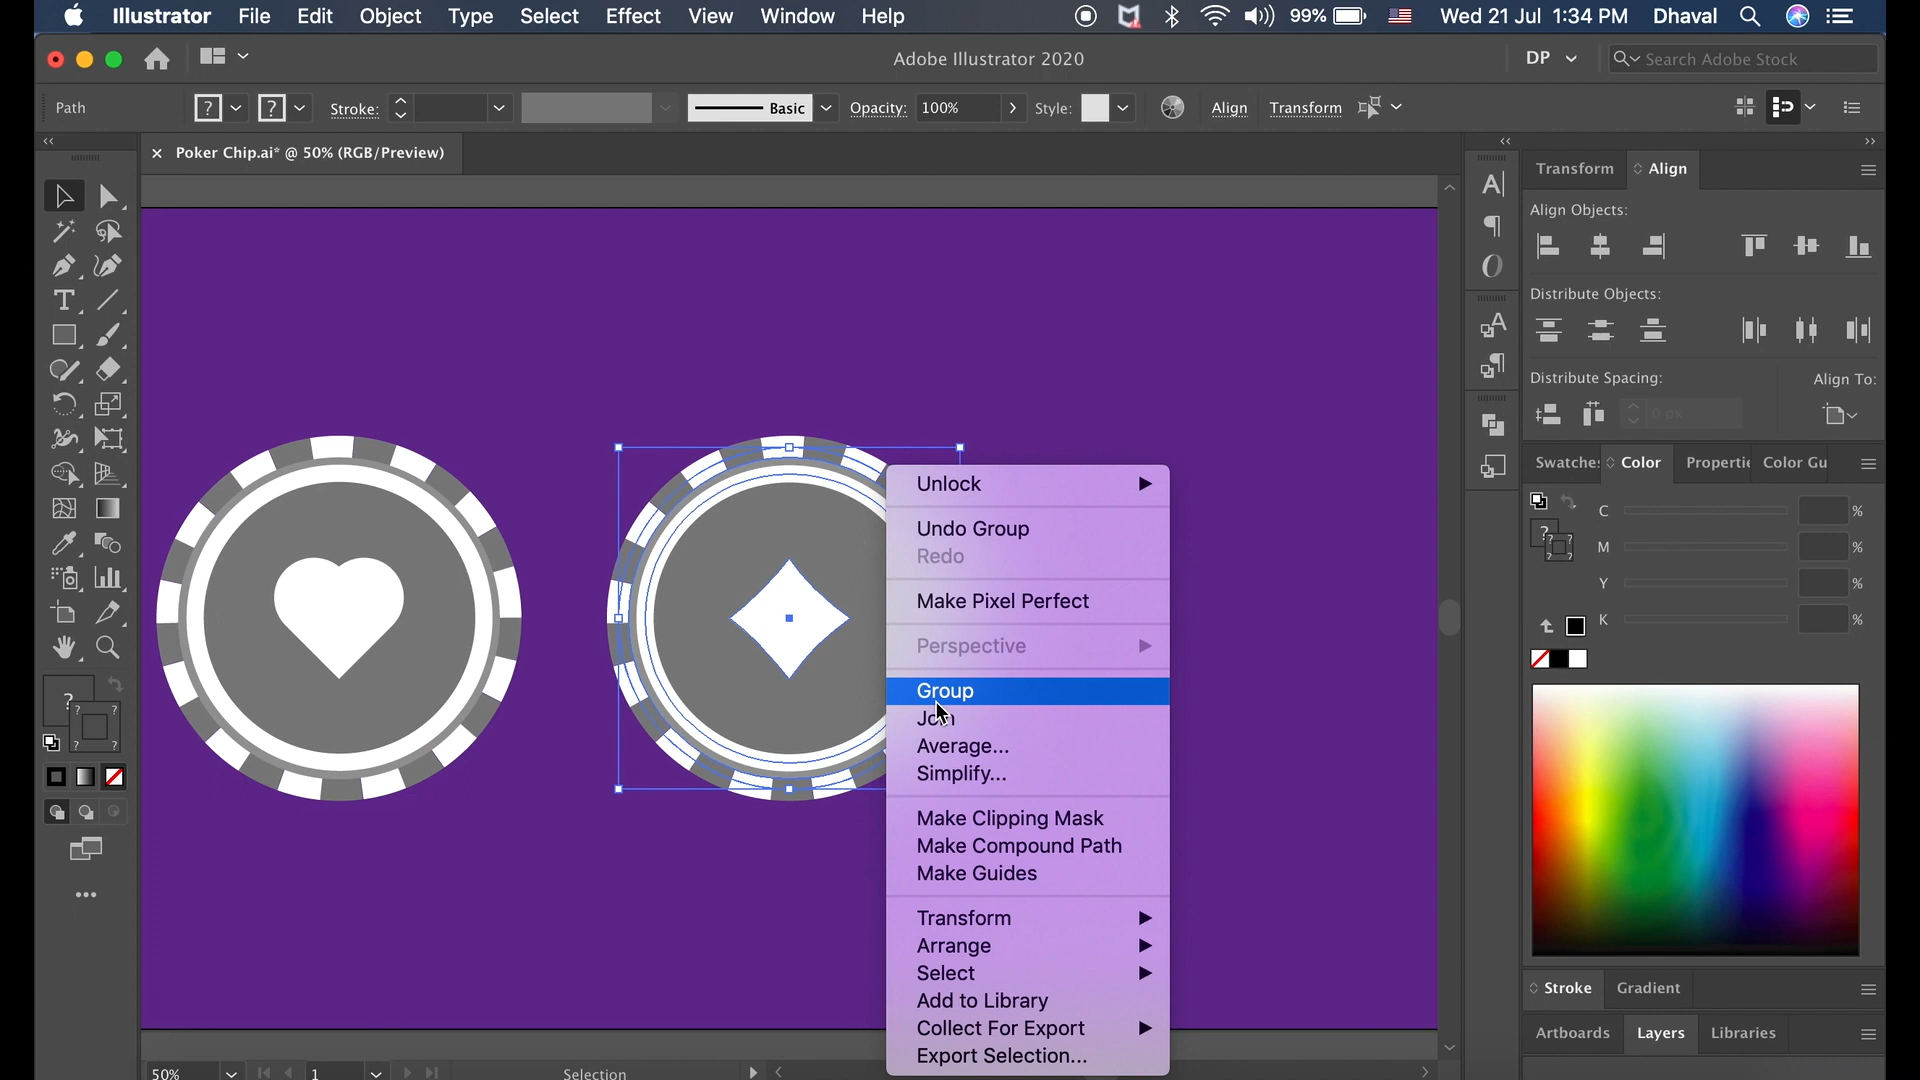 Illustrator File Edit Object Type Select Effect View Window Help 99% Wed 21 Jul 1:34 PM Dhaval
Adobe Illustrator 2020 DP Search Adobe Stock
Path ? ? Stroke: Basic Opacity: 100% Style: Align Transform
× Poker Chip.ai* @ 50% (RGB/Preview)
Transform Align
Align Objects:
Distribute Objects:
Distribute Spacing: Align To:
0 px
Swatches Color Properti Color Gu
C %
M %
Y %
K %
Stroke Gradient
Artboards Layers Libraries
Unlock
Undo Group
Redo
Make Pixel Perfect
Perspective
Group
Join
Average...
Simplify...
Make Clipping Mask
Make Compound Path
Make Guides
Transform
Arrange
Select
Add to Library
Collect For Export
Export Selection...
50% 1 Selection